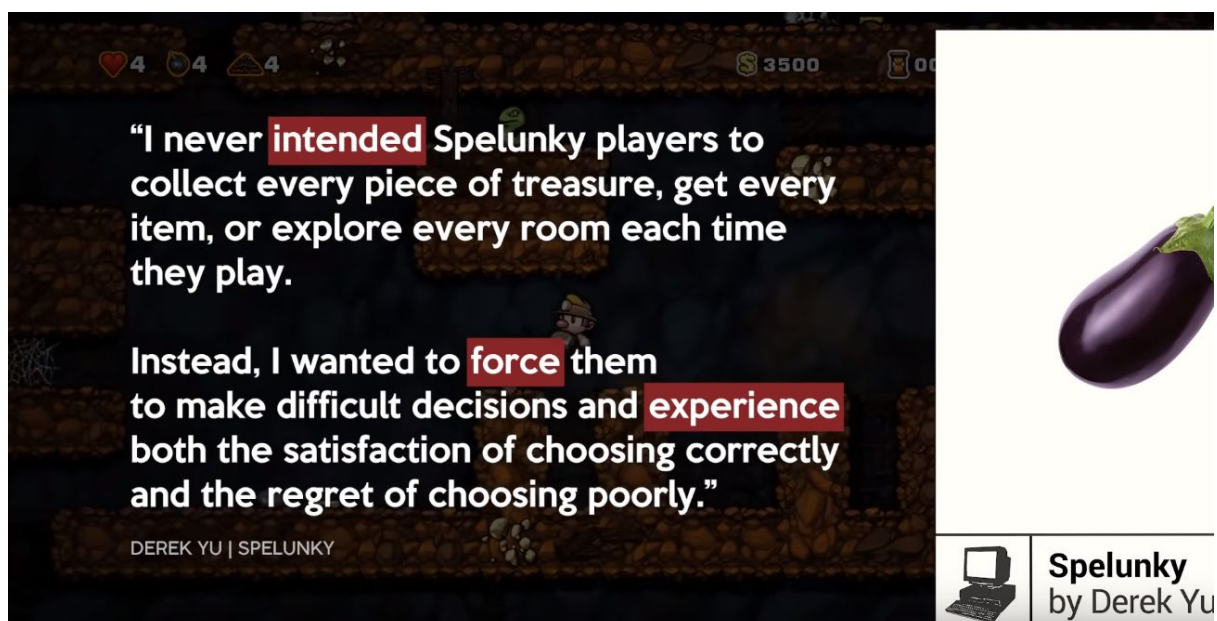 4 4 4
3500 00
“I never intended Spelunky players to
collect every piece of treasure, get every
item, or explore every room each time
they play.
Instead, I wanted to force them
to make difficult decisions and experience
both the satisfaction of choosing correctly
and the regret of choosing poorly.”
DEREK YU | SPELUNKY
Spelunky
by Derek Yu